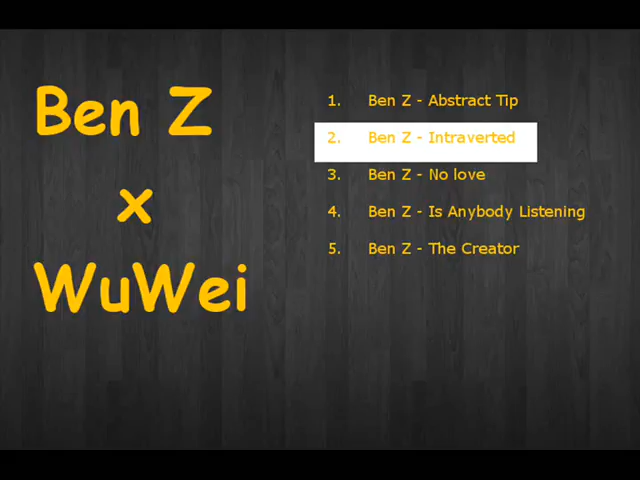 Ben Z
x
WuWei
1. Ben Z - Abstract Tip
2. Ben Z - Intraverted
3. Ben Z - No love
4. Ben Z - Is Anybody Listening
5. Ben Z - The Creator